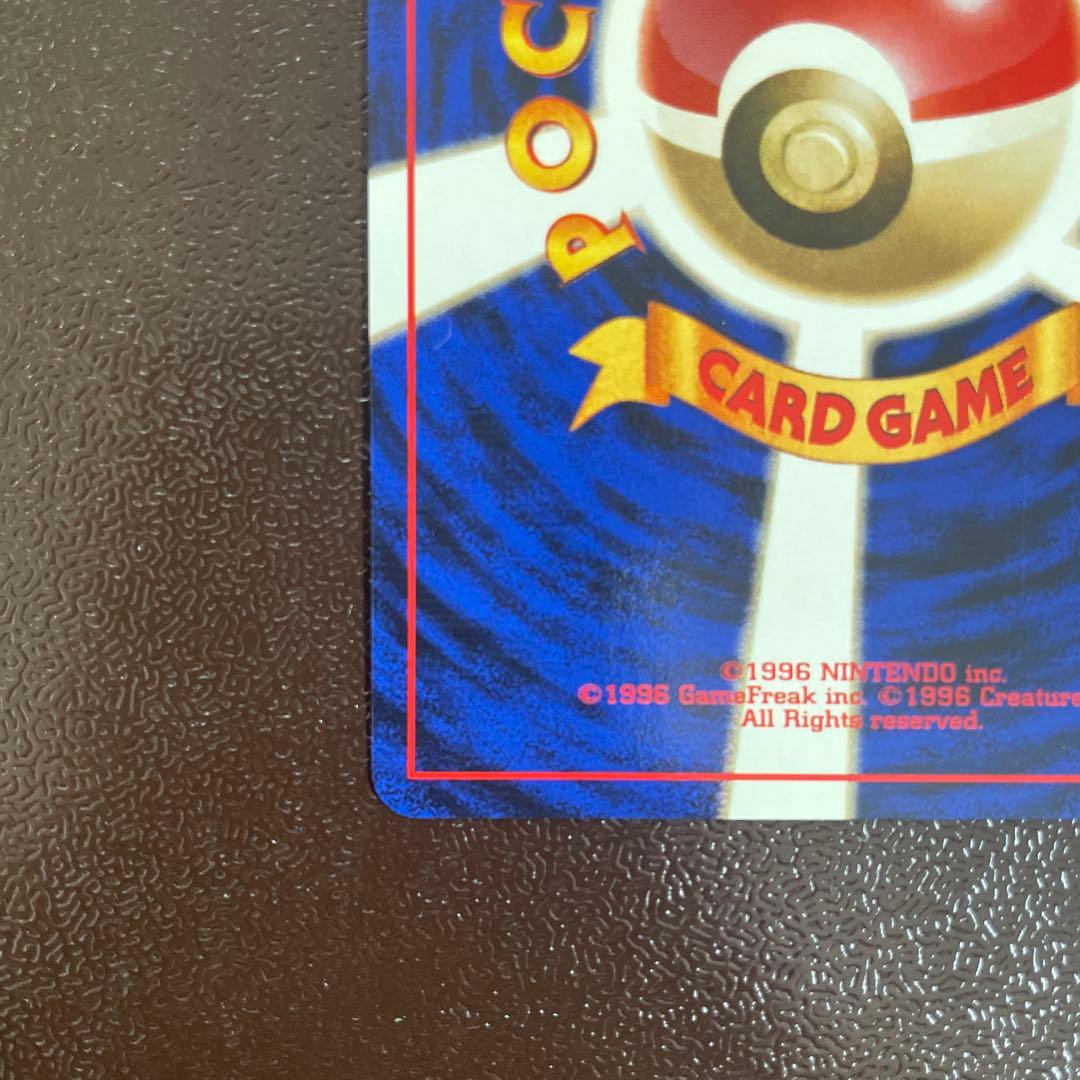 POC
CARD GAME
©1996 NINTENDO inc.
©1996 GameFreak inc. ©1996 Creature
All Rights reserved.